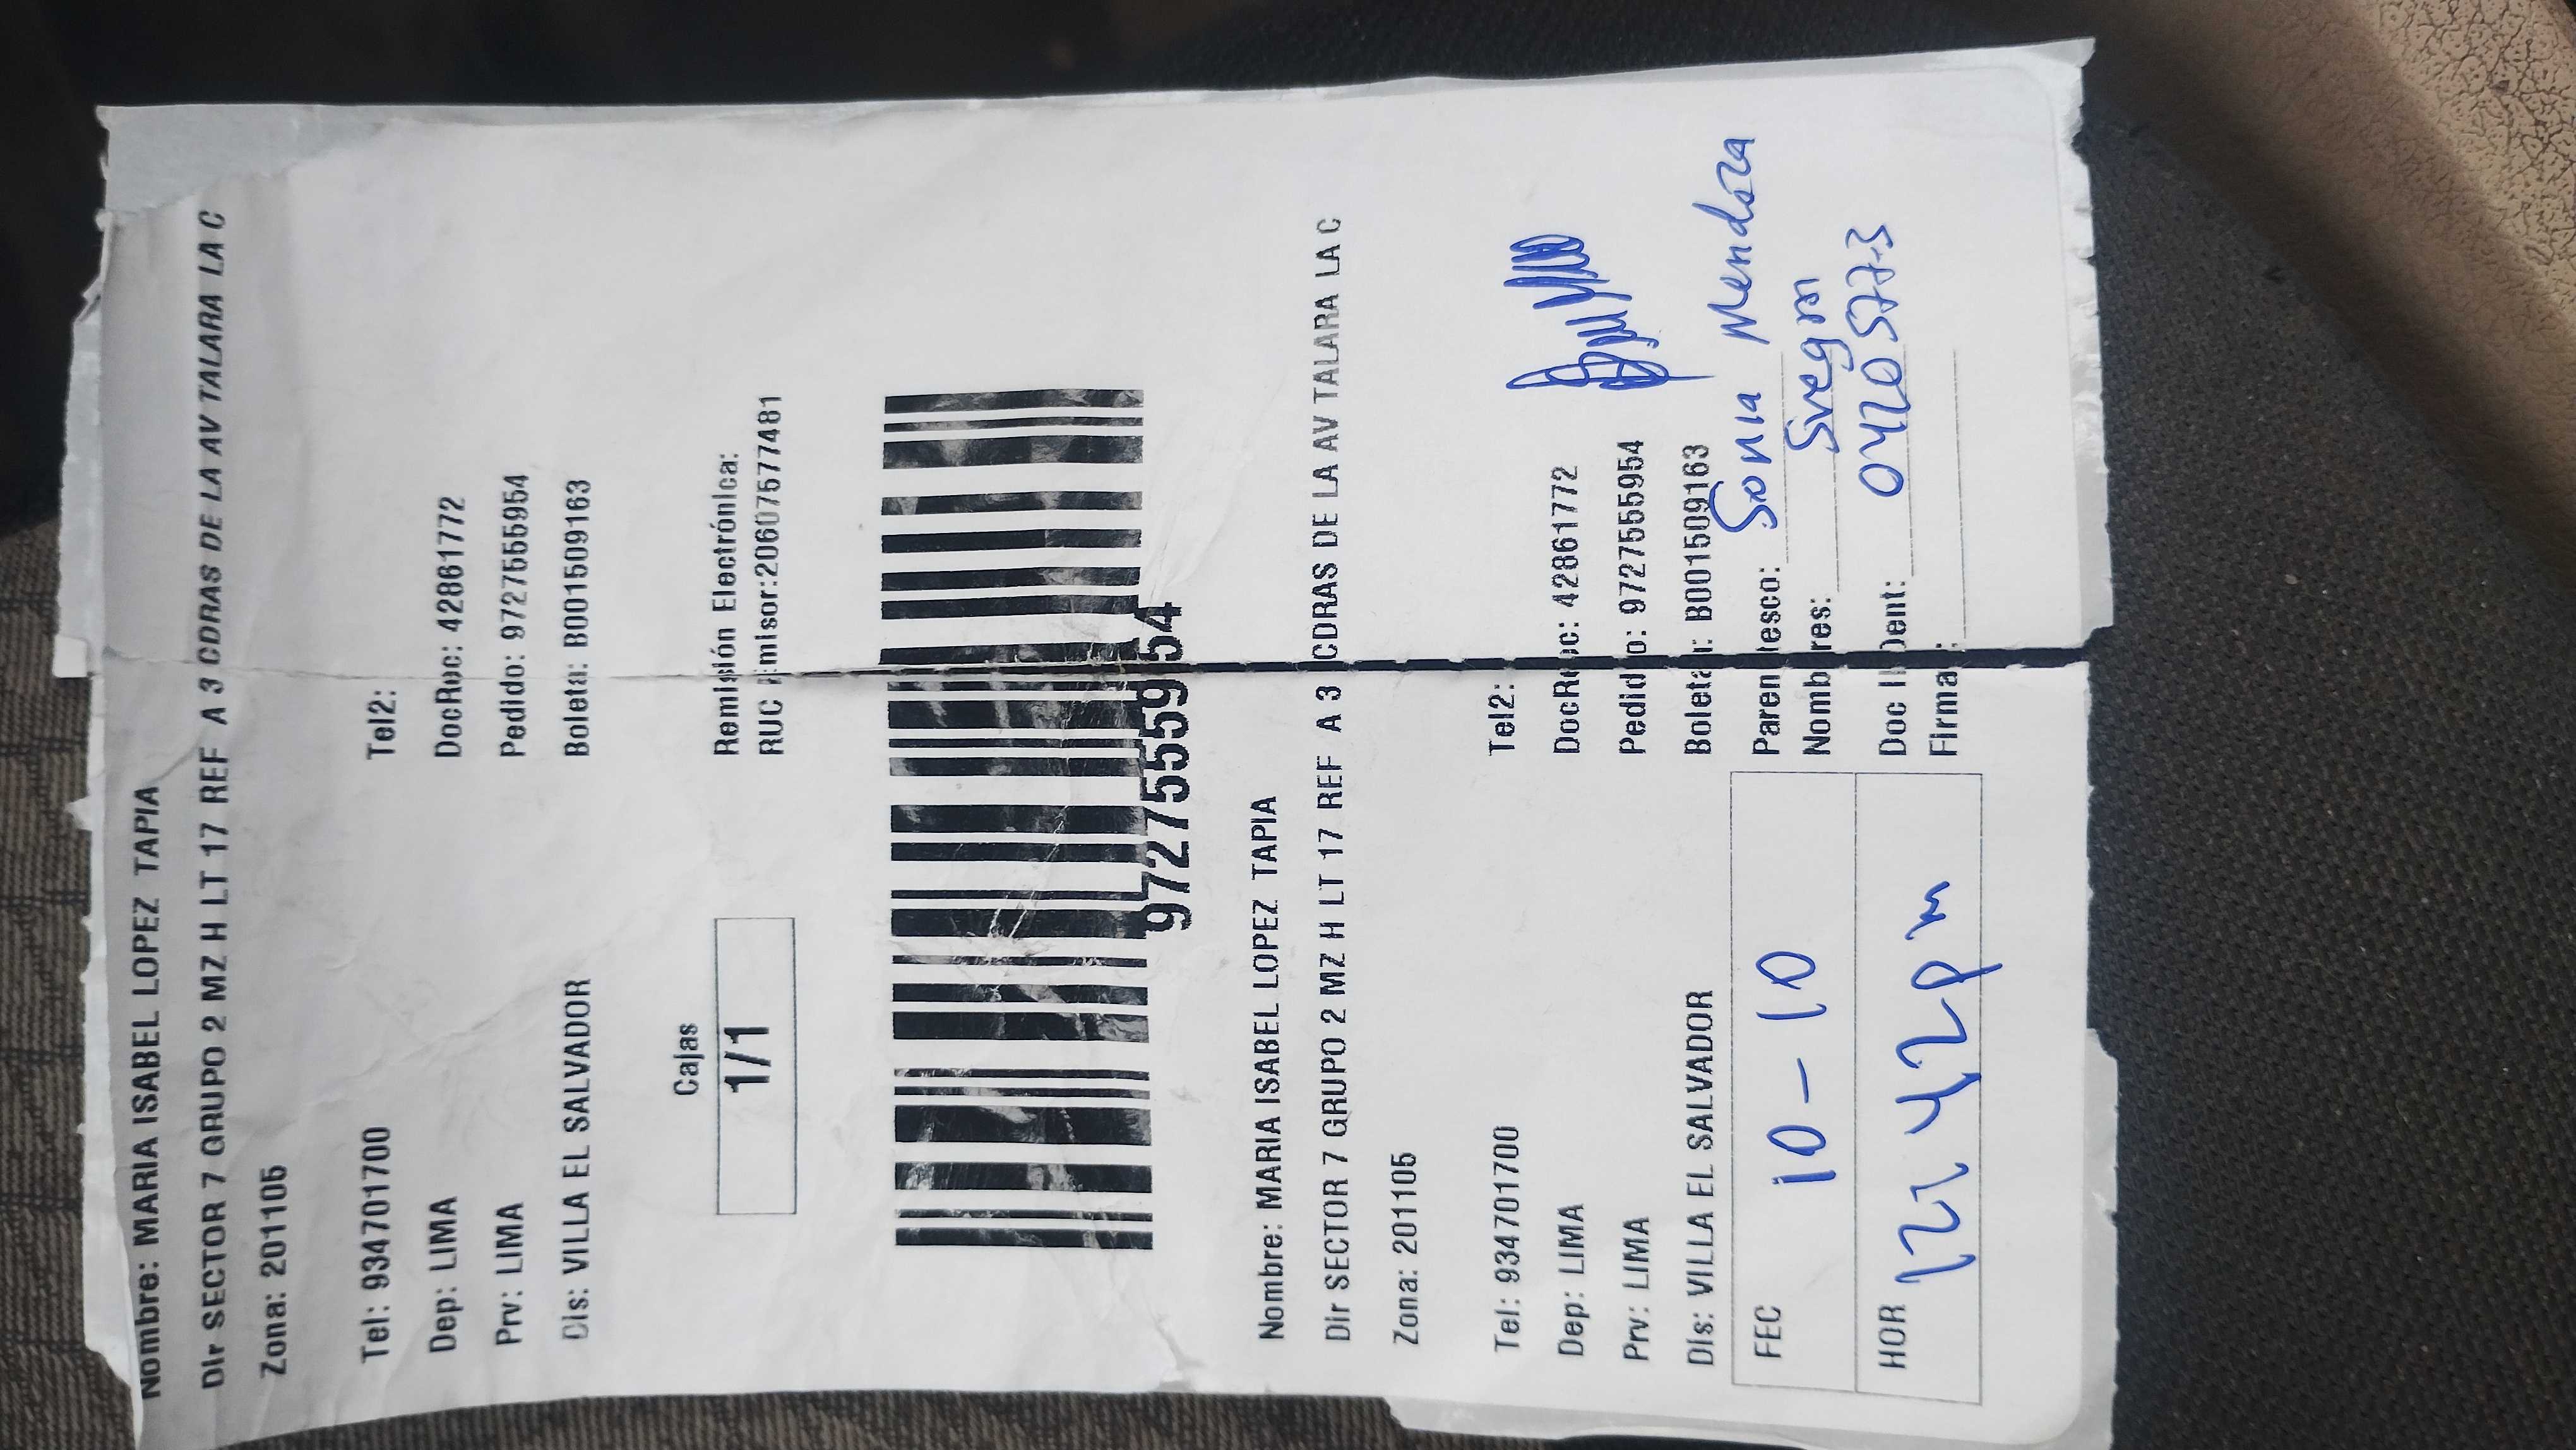 Nombre: MARIA ISABEL LOPEZ TAPIA
Dir SECTOR 7 GRUPO 2 MZ H LT 17 REF A 3 CDRAS DE LA AV TALARA LA C
Zona: 201105
Tel: 934701700 Tel2:
Dep: LIMA DocRec: 42861772
Prv: LIMA Pedido: 9727555954
Dis: VILLA EL SALVADOR Boleta: B001509163
Cajas
1/1
Remisión Electrónica:
RUC Emisor:20607577481
9727555954
Nombre: MARIA ISABEL LOPEZ TAPIA
Dir SECTOR 7 GRUPO 2 MZ H LT 17 REF A 3 CDRAS DE LA AV TALARA LA C
Zona: 201105
Tel: 934701700 Tel2:
Dep: LIMA DocRec: 42861772
Prv: LIMA Pedido: 9727555954
Dis: VILLA EL SALVADOR Boleta: B001509163
FEC 10-10
HOR 12:42pm
Parentesco: Sonia Mendoza
Nombres: Suegra
Doc Ident: 04205773
Firma: